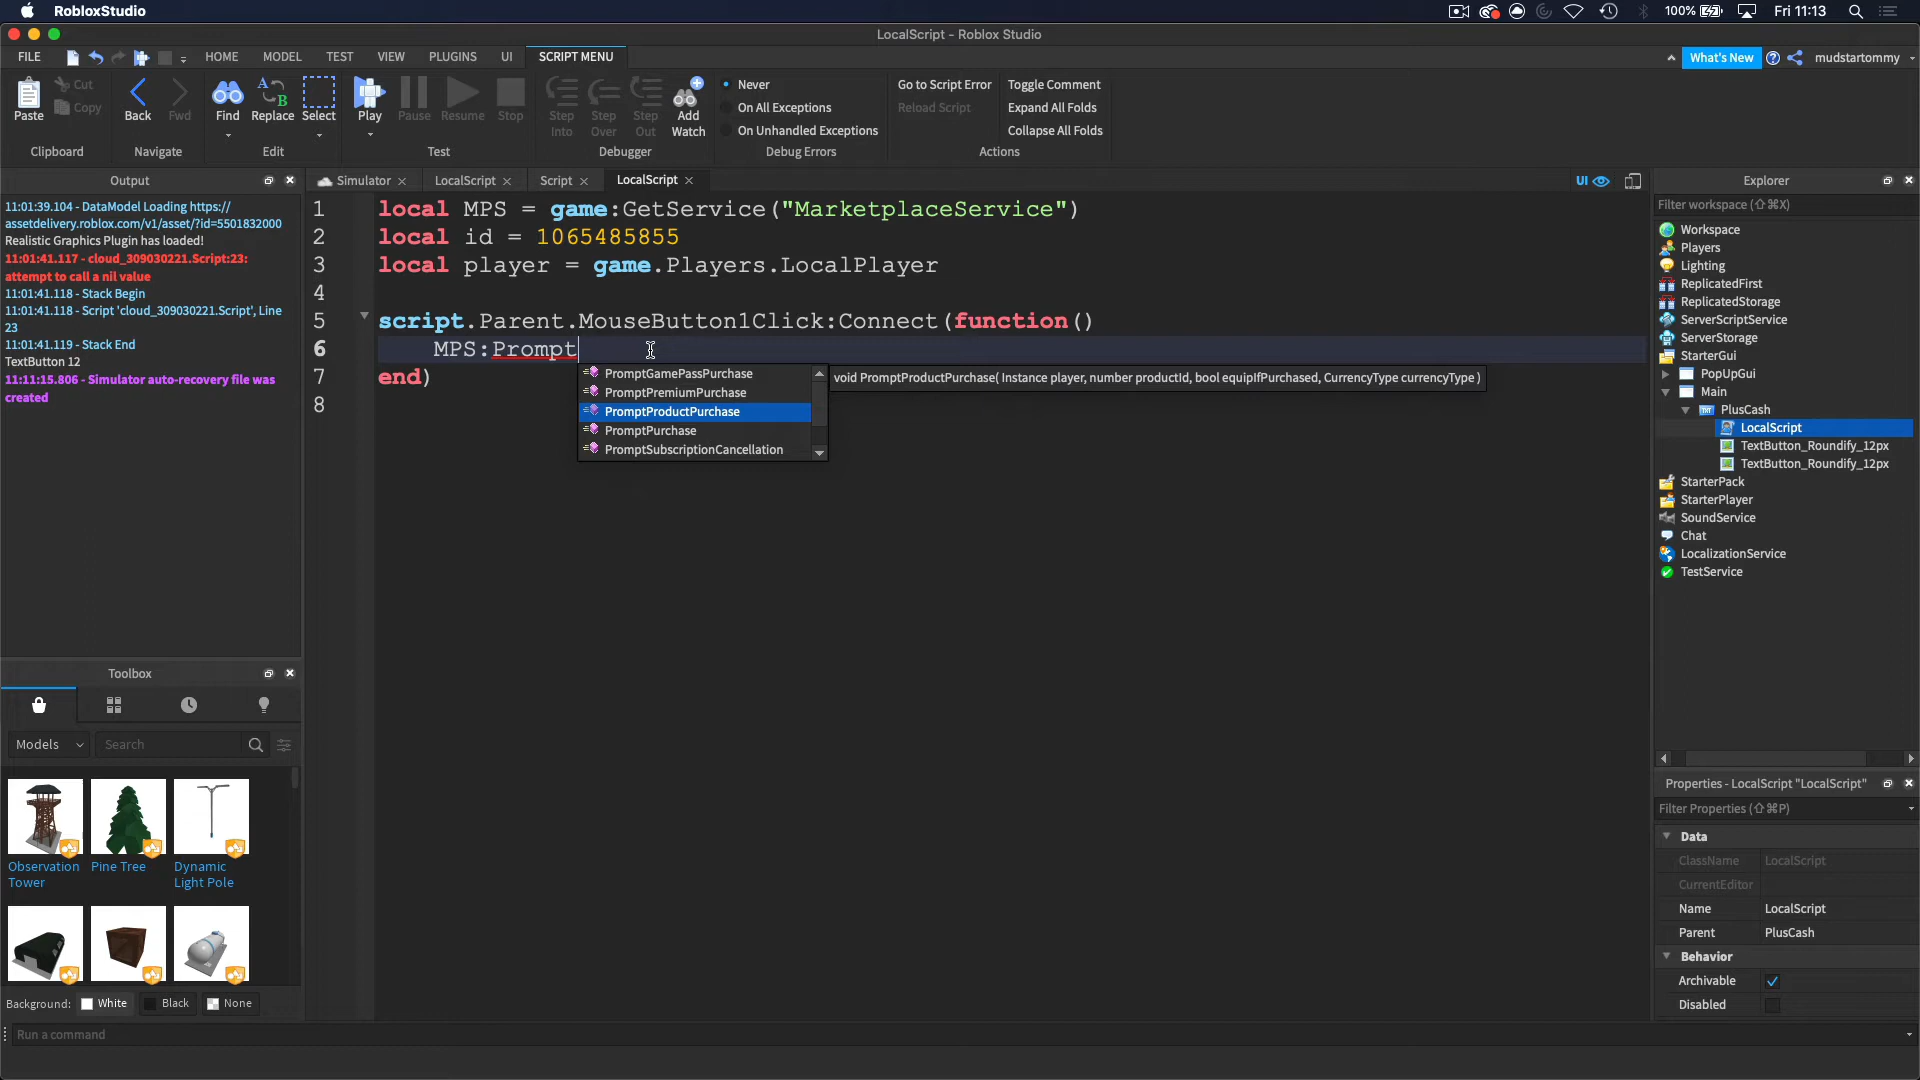 RobloxStudio
100%
Fri 11:13
LocalScript - Roblox Studio
FILE
HOME
MODEL
TEST
VIEW
PLUGINS
UI
SCRIPT MENU
What's New
mudstartommy
Paste
Cut
Copy
Back
Fwd
Find
Replace
Select
Play
Pause
Resume
Stop
Step Into
Step Over
Step Out
Add Watch
Never
On All Exceptions
On Unhandled Exceptions
Go to Script Error
Reload Script
Toggle Comment
Expand All Folds
Collapse All Folds
Clipboard
Navigate
Edit
Test
Debugger
Debug Errors
Actions
Output
11:01:39.104 - DataModel Loading https://
assetdelivery.roblox.com/v1/asset/?id=5501832000
Realistic Graphics Plugin has loaded!
11:01:41.117 - cloud_309030221.Script:23:
attempt to call a nil value
11:01:41.118 - Stack Begin
11:01:41.118 - Script 'cloud_309030221.Script', Line
23
11:01:41.119 - Stack End
TextButton 12
11:11:15.806 - Simulator auto-recovery file was
created
Simulator
LocalScript
Script
LocalScript
UI
1 local MPS = game:GetService("MarketplaceService")
2 local id = 1065485855
3 local player = game.Players.LocalPlayer
4
5 script.Parent.MouseButton1Click:Connect(function()
6 MPS:Prompt
7 end)
8
PromptGamePassPurchase
PromptPremiumPurchase
PromptProductPurchase
PromptPurchase
PromptSubscriptionCancellation
void PromptProductPurchase( Instance player, number productId, bool equipIfPurchased, CurrencyType currencyType )
Explorer
Filter workspace (⇧⌘X)
Workspace
Players
Lighting
ReplicatedFirst
ReplicatedStorage
ServerScriptService
ServerStorage
StarterGui
PopUpGui
Main
PlusCash
LocalScript
TextButton_Roundify_12px
TextButton_Roundify_12px
StarterPack
StarterPlayer
SoundService
Chat
LocalizationService
TestService
Toolbox
Models
Search
Observation
Tower
Pine Tree
Dynamic
Light Pole
Background:
White
Black
None
Run a command
Properties - LocalScript "LocalScript"
Filter Properties (⇧⌘P)
Data
ClassName LocalScript
CurrentEditor
Name LocalScript
Parent PlusCash
Behavior
Archivable
Disabled